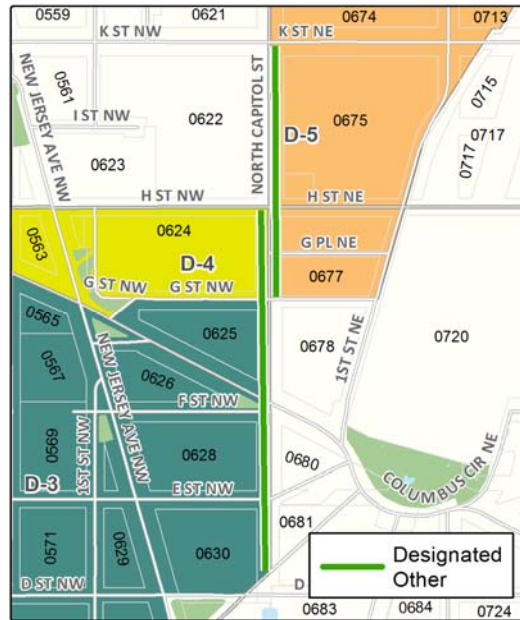 0559
0621
0674
0713
K ST NW
K ST NE
NEW JERSEY AVE NW
0561
I ST NW
0622
NORTH CAPITOL ST
D-5
0675
0715
0717
0717
0623
H ST NW
H ST NE
0563
0624
D-4
G PL NE
G ST NW
G ST NW
0677
0565
0625
0678
1ST ST NE
0720
0567
0626
NEW JERSEY AVE NW
F ST NW
0569
1ST ST NW
0628
0680
COLUMBUS CIR NE
D-3
E ST NW
0571
0629
0630
0681
Designated
Other
D ST NW
D
0683
0684
0724